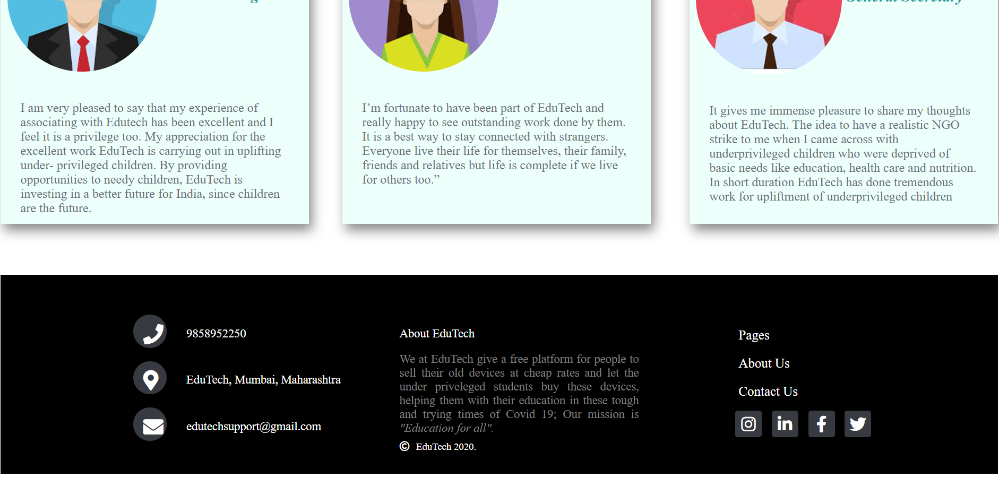 General Secretary
I am very pleased to say that my experience of
associating with Edutech has been excellent and I
feel it is a privilege too. My appreciation for the
excellent work EduTech is carrying out in uplifting
under- privileged children. By providing
opportunities to needy children, EduTech is
investing in a better future for India, since children
are the future.
I’m fortunate to have been part of EduTech and
really happy to see outstanding work done by them.
It is a best way to stay connected with strangers.
Everyone live their life for themselves, their family,
friends and relatives but life is complete if we live
for others too.”
It gives me immense pleasure to share my thoughts
about EduTech. The idea to have a realistic NGO
strike to me when I came across with
underprivileged children who were deprived of
basic needs like education, health care and nutrition.
In short duration EduTech has done tremendous
work for upliftment of underprivileged children
9858952250
EduTech, Mumbai, Maharashtra
edutechsupport@gmail.com
About EduTech
We at EduTech give a free platform for people to
sell their old devices at cheap rates and let the
under priveleged students buy these devices,
helping them with their education in these tough
and trying times of Covid 19; Our mission is
"Education for all".
© EduTech 2020.
Pages
About Us
Contact Us